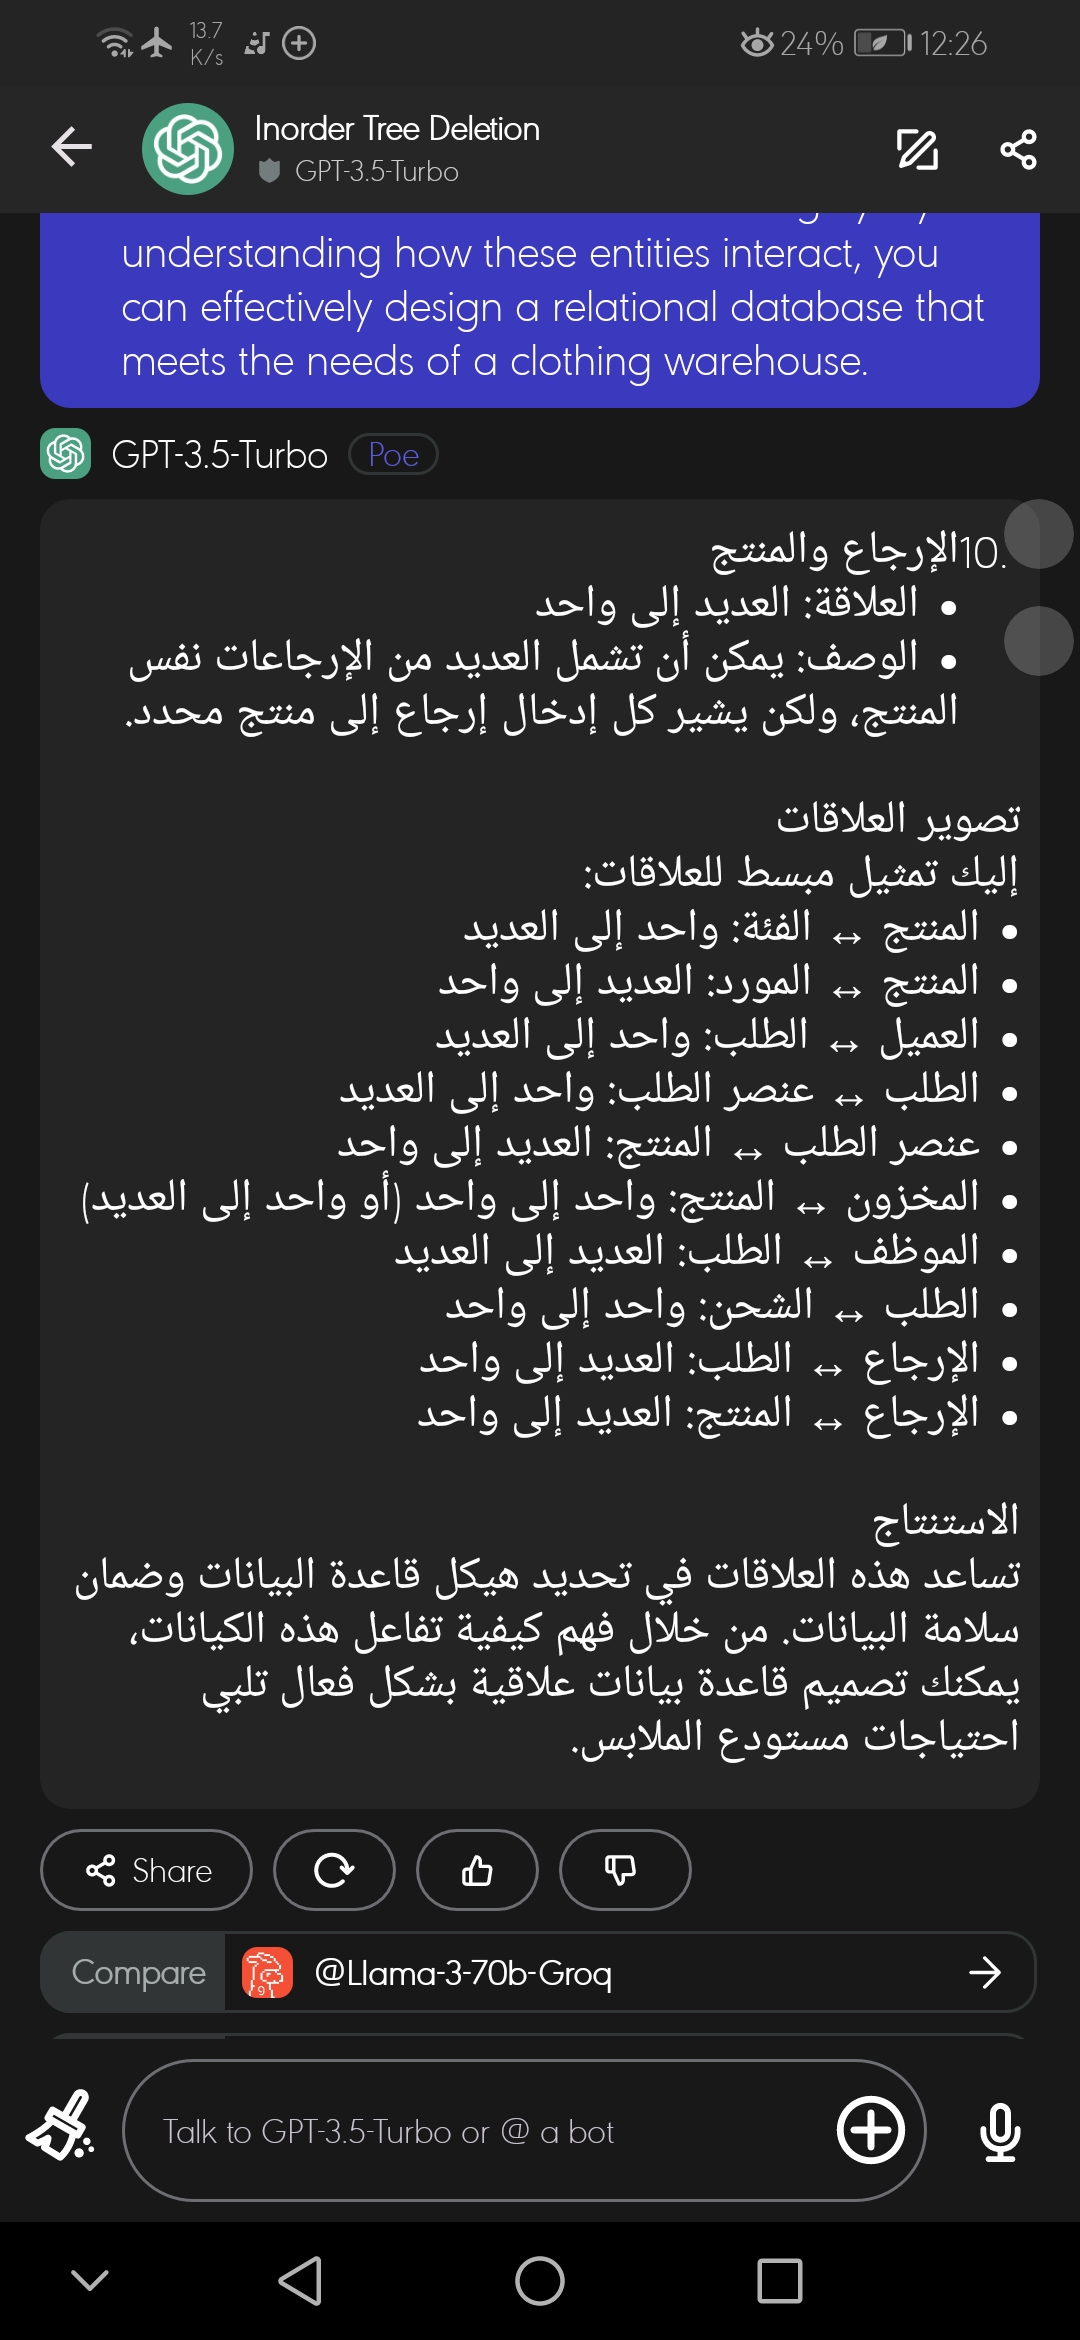 13.7
K/s
24%
12:26
Inorder Tree Deletion
GPT-3.5-Turbo
understanding how these entities interact, you
can effectively design a relational database that
meets the needs of a clothing warehouse.
GPT-3.5-Turbo Poe
10. الإرجاع والمنتج
• العلاقة: العديد إلى واحد
• الوصف: يمكن أن تشمل العديد من الإرجاعات نفس
المنتج، ولكن يشير كل إدخال إرجاع إلى منتج محدد.
تصوير العلاقات
إليك تمثيل مبسط للعلاقات:
• المنتج ↔ الفئة: واحد إلى العديد
• المنتج ↔ المورد: العديد إلى واحد
• العميل ↔ الطلب: واحد إلى العديد
• الطلب ↔ عنصر الطلب: واحد إلى العديد
• عنصر الطلب ↔ المنتج: العديد إلى واحد
• المخزون ↔ المنتج: واحد إلى واحد (أو واحد إلى العديد)
• الموظف ↔ الطلب: العديد إلى العديد
• الطلب ↔ الشحن: واحد إلى واحد
• الإرجاع ↔ الطلب: العديد إلى واحد
• الإرجاع ↔ المنتج: العديد إلى واحد
الاستنتاج
تساعد هذه العلاقات في تحديد هيكل قاعدة البيانات وضمان
سلامة البيانات. من خلال فهم كيفية تفاعل هذه الكيانات،
يمكنك تصميم قاعدة بيانات علاقية بشكل فعال تلبي
احتياجات مستودع الملابس.
Share
Compare @Llama-3-70b-Groq
Talk to GPT-3.5-Turbo or @ a bot